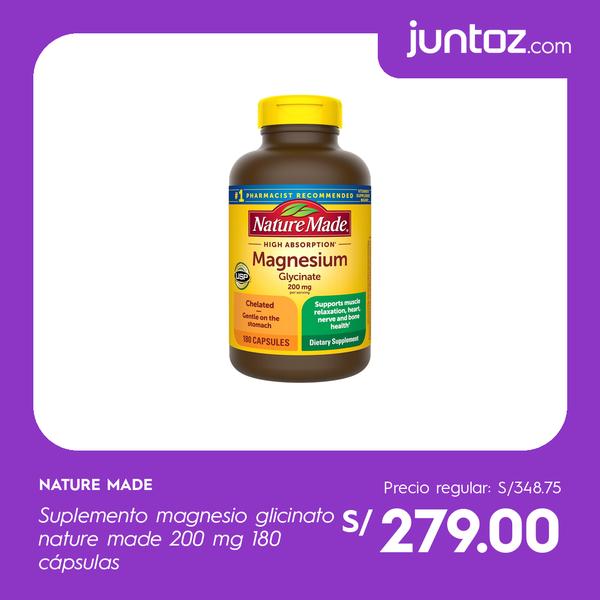 juntoz.com
#1 PHARMACIST RECOMMENDED
Nature Made®
HIGH ABSORPTION
Magnesium
Glycinate
200 mg
per serving
USP
Chelated
Gentle on the
stomach
180 CAPSULES
Supports muscle
relaxation, heart,
nerve and bone
health†
Dietary Supplement
NATURE MADE
Suplemento magnesio glicinato
nature made 200 mg 180
cápsulas
Precio regular: S/348.75
S/ 279.00